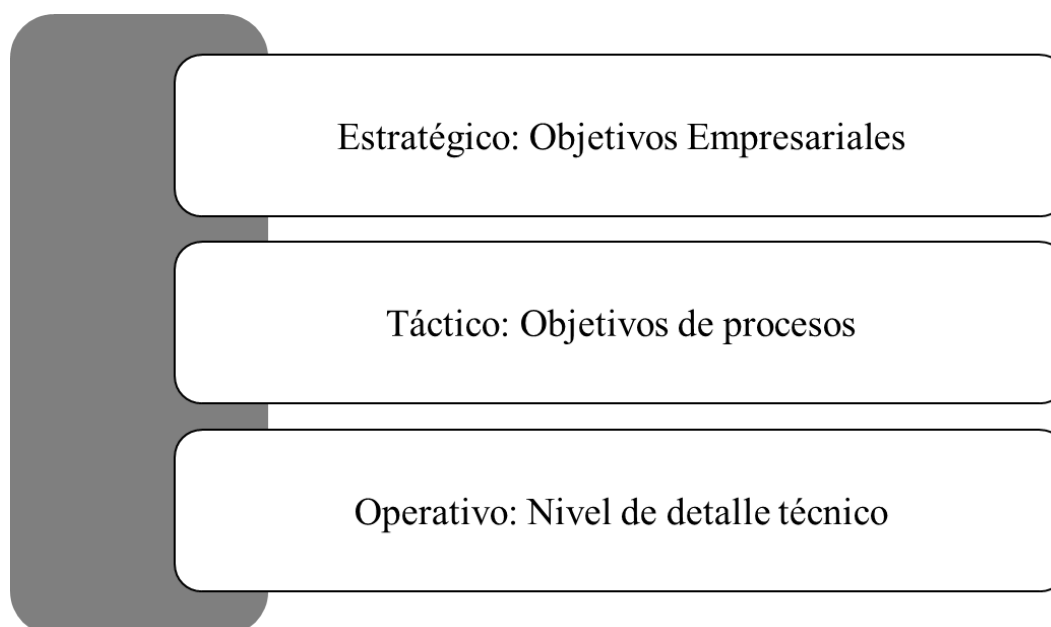 Estratégico: Objetivos Empresariales
Táctico: Objetivos de procesos
Operativo: Nivel de detalle técnico